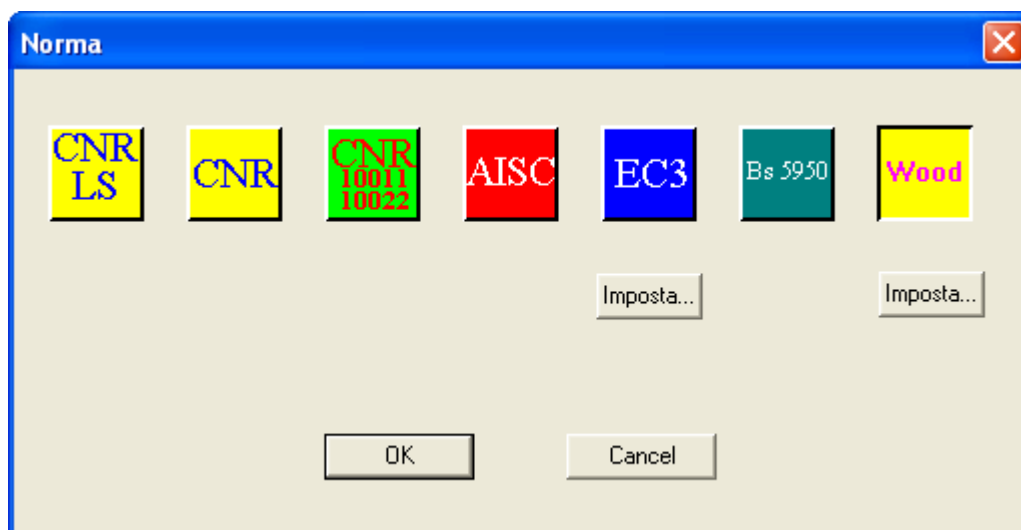 Norma
CNR
LS
CNR
CNR
10011
10022
AISC
EC3
Bs 5950
Wood
Imposta...
Imposta...
OK
Cancel